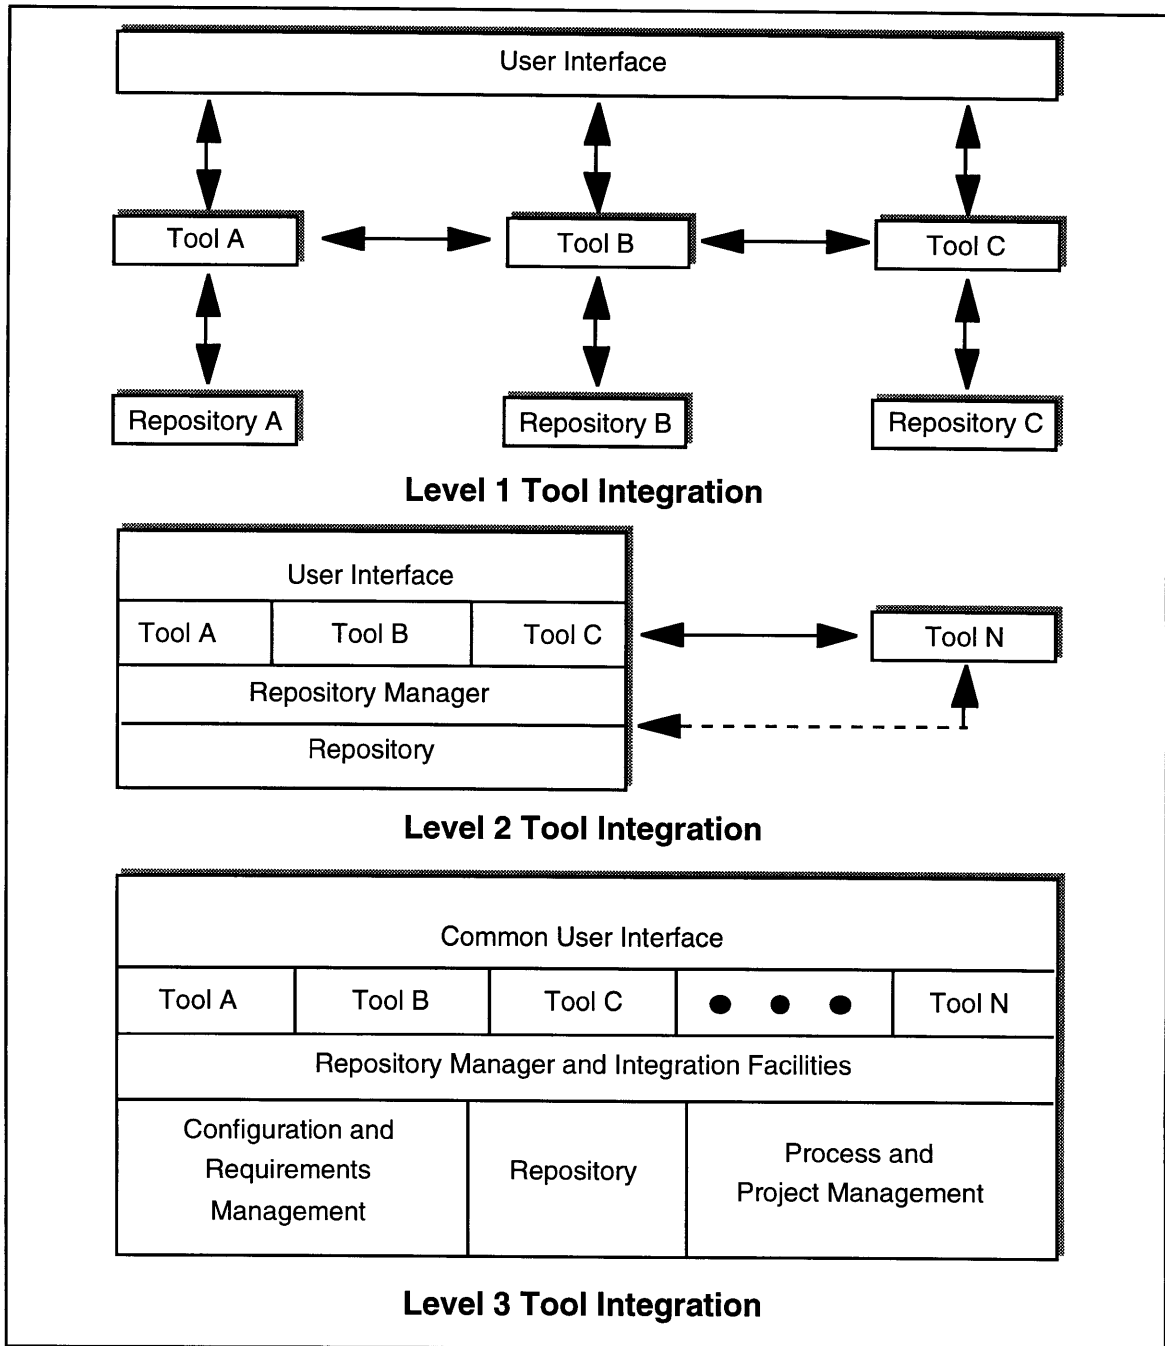 User Interface
Tool A
Tool B
Tool C
Repository A
Repository B
Repository C
Level 1 Tool Integration
User Interface
Tool A
Tool B
Tool C
Tool N
Repository Manager
Repository
Level 2 Tool Integration
Common User Interface
Tool A
Tool B
Tool C
Tool N
Repository Manager and Integration Facilities
Configuration and
Requirements
Management
Repository
Process and
Project Management
Level 3 Tool Integration